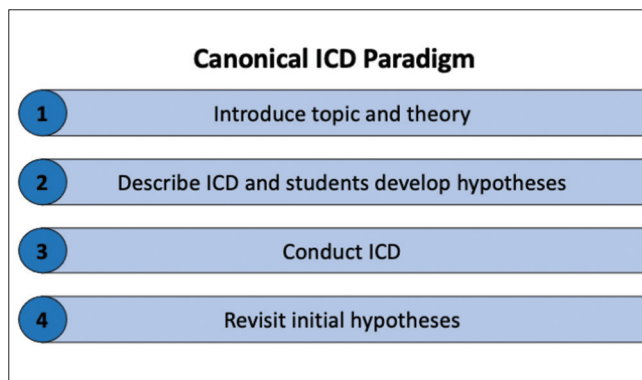 Canonical ICD Paradigm
1 Introduce topic and theory
2 Describe ICD and students develop hypotheses
3 Conduct ICD
4 Revisit initial hypotheses